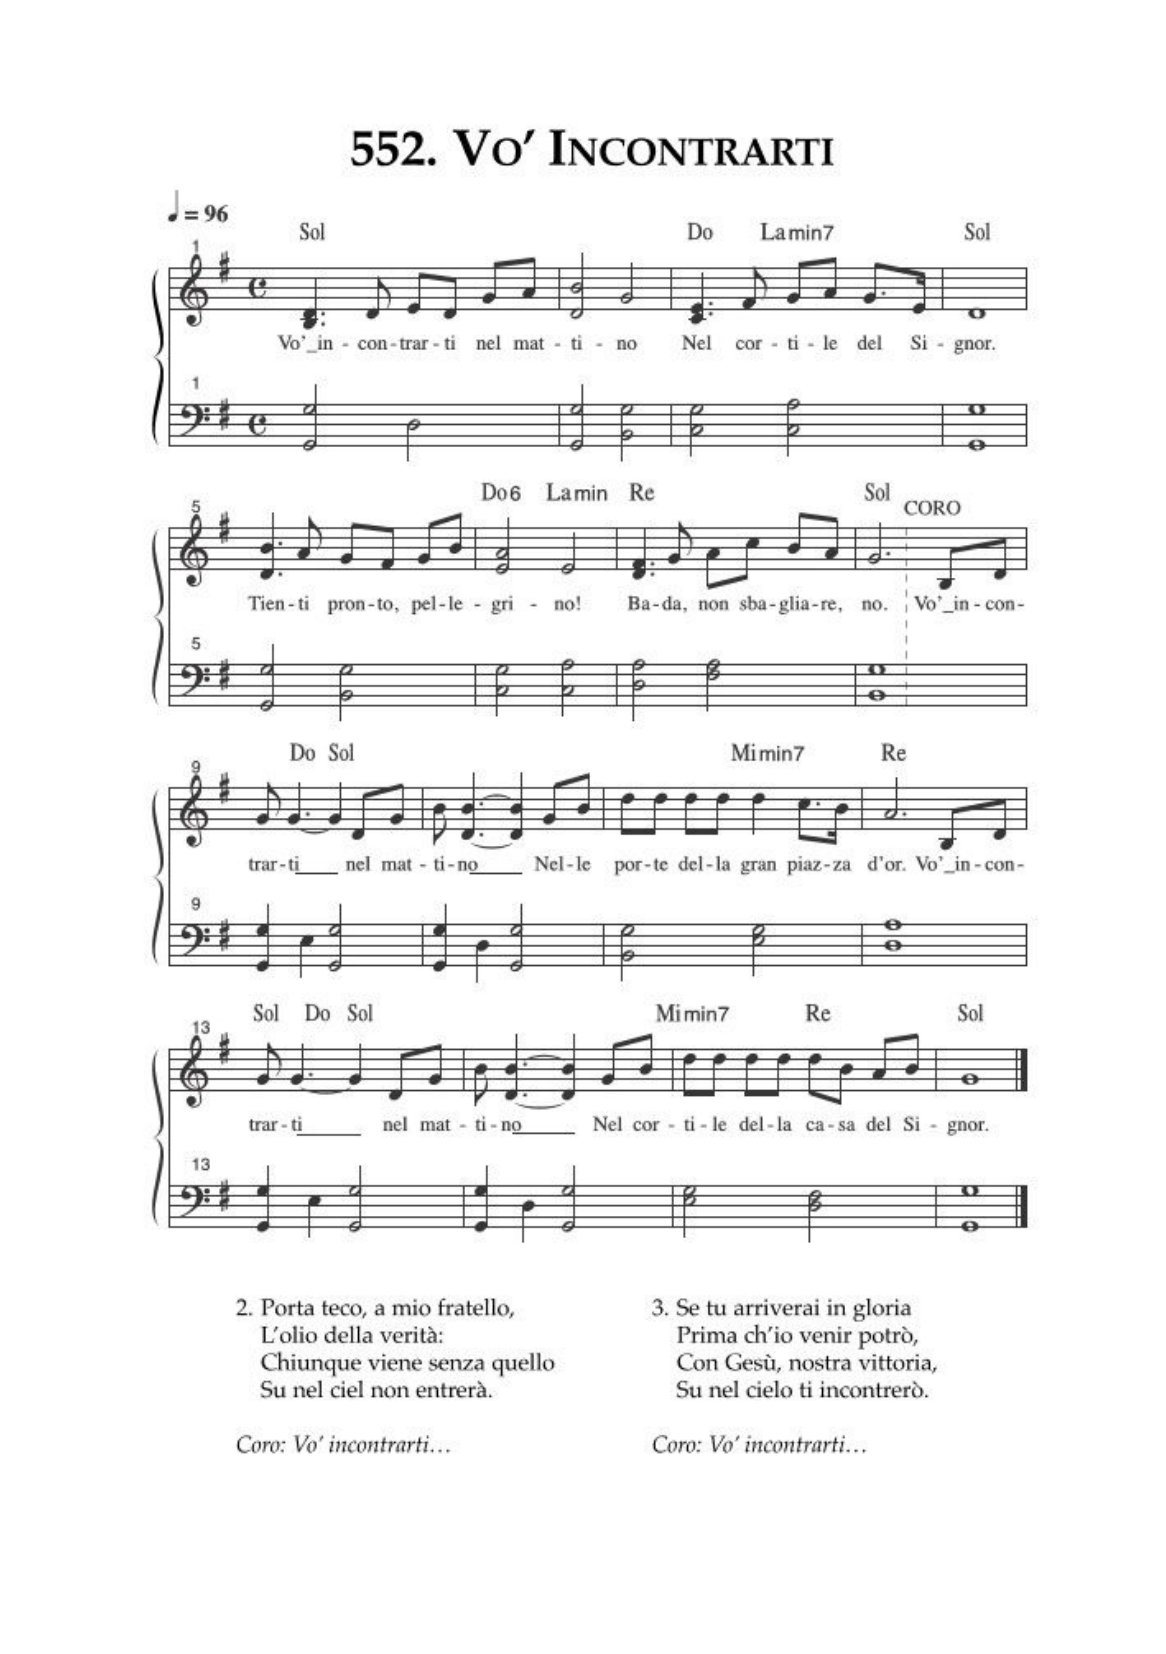 552. VO’ INCONTRARTI
♩ = 96
Sol Do Lamin7 Sol
1
Vo’_in - con - trar - ti nel mat - ti - no Nel cor - ti - le del Si - gnor.
1
Do6 Lamin Re Sol
5 CORO
Tien - ti pron - to, pel - le - gri - no! Ba - da, non sba - glia - re, no. Vo’_in - con -
5
Do Sol Mimin7 Re
9
trar - ti___ nel mat - ti - no___ Nel - le por - te del - la gran piaz - za d’or. Vo’_in - con -
9
Sol Do Sol Mimin7 Re Sol
13
trar - ti___ nel mat - ti - no___ Nel cor - ti - le del - la ca - sa del Si - gnor.
13
2. Porta teco, a mio fratello,
L’olio della verità:
Chiunque viene senza quello
Su nel ciel non entrerà.
Coro: Vo’ incontrarti…
3. Se tu arriverai in gloria
Prima ch’io venir potrò,
Con Gesù, nostra vittoria,
Su nel cielo ti incontrerò.
Coro: Vo’ incontrarti…